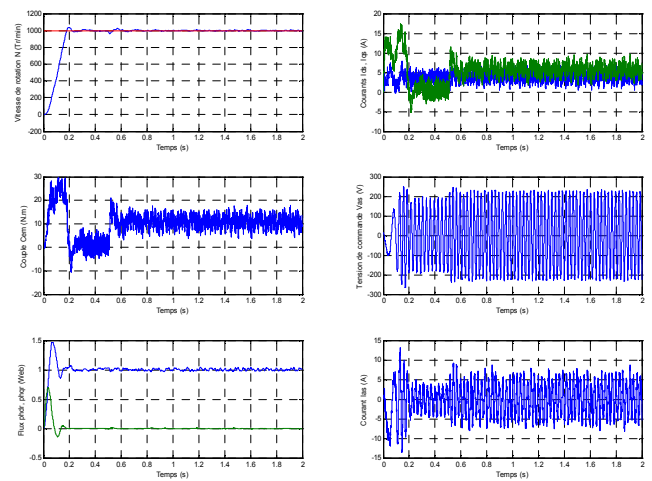 Vitesse de rotation N (Tr/min)
1200
1000
800
600
400
200
0
-200
0 0.2 0.4 0.6 0.8 1 1.2 1.4 1.6 1.8 2
Temps (s)
Courants Ids , Iqs (A)
20
15
10
5
0
-5
-10
0 0.2 0.4 0.6 0.8 1 1.2 1.4 1.6 1.8 2
Temps (s)
Couple Cem (N.m)
30
20
10
0
-10
-20
0 0.2 0.4 0.6 0.8 1 1.2 1.4 1.6 1.8 2
Temps (s)
Tension de commande Vas (V)
300
200
100
0
-100
-200
-300
0 0.2 0.4 0.6 0.8 1 1.2 1.4 1.6 1.8 2
Temps (s)
Flux phdr, phqr (Web)
1.5
1
0.5
0
-0.5
0 0.2 0.4 0.6 0.8 1 1.2 1.4 1.6 1.8 2
Temps (s)
Courant Ias (A)
15
10
5
0
-5
-10
-15
0 0.2 0.4 0.6 0.8 1 1.2 1.4 1.6 1.8 2
Temps (s)